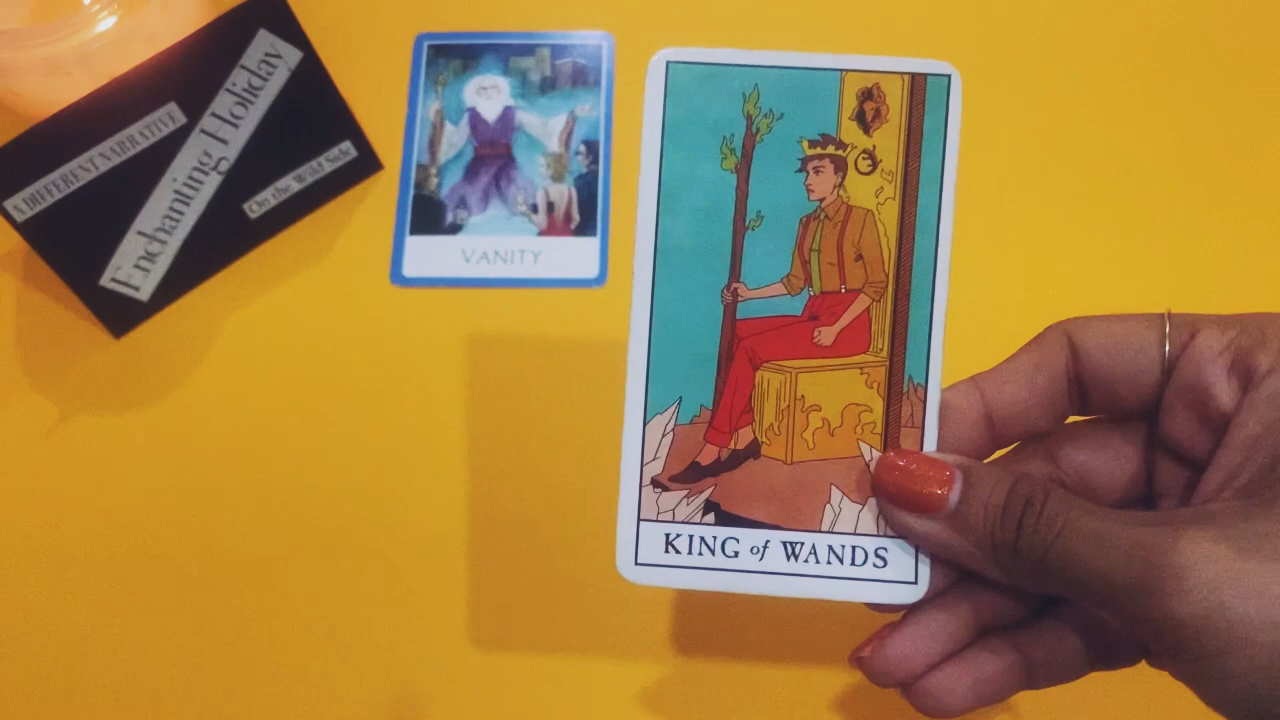 A DIFFERENT NARRATIVE
Enchanting Holiday
On the Wild Side
VANITY
KING of WANDS